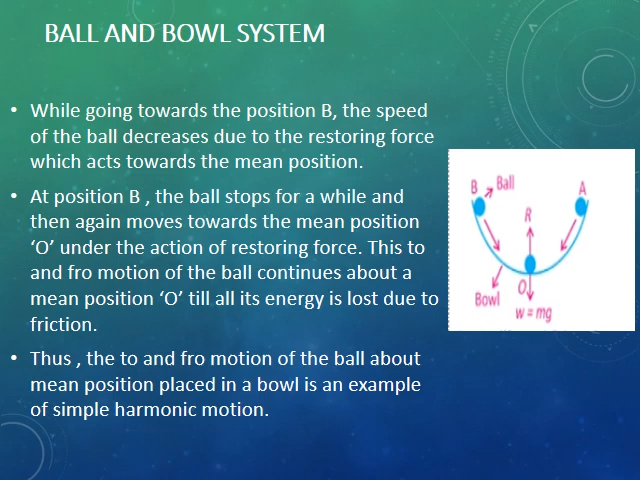 BALL AND BOWL SYSTEM
• While going towards the position B, the speed
of the ball decreases due to the restoring force
which acts towards the mean position.
• At position B , the ball stops for a while and
then again moves towards the mean position
‘O’ under the action of restoring force. This to
and fro motion of the ball continues about a
mean position ‘O’ till all its energy is lost due to
friction.
• Thus , the to and fro motion of the ball about
mean position placed in a bowl is an example
of simple harmonic motion.
B Ball A
R
O
Bowl
w = mg